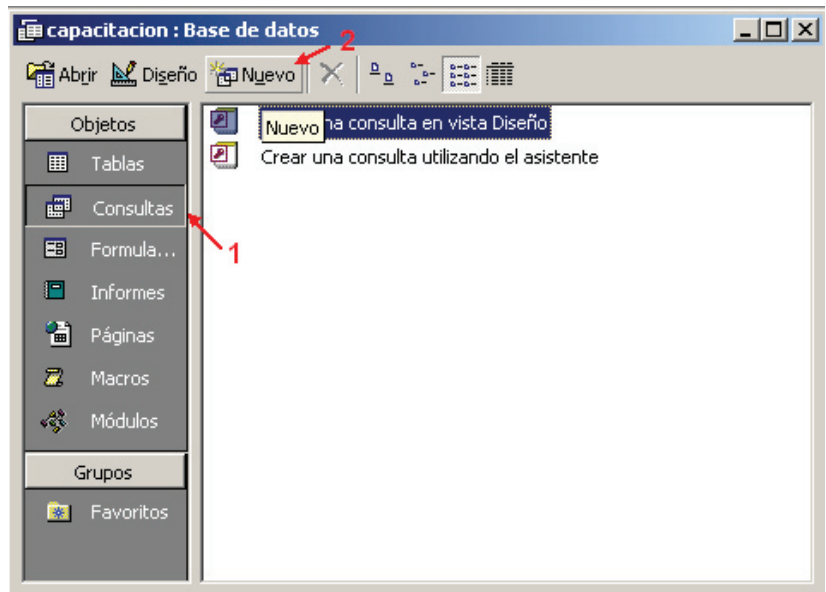 capacitacion : Base de datos
2
Abrir Diseño Nuevo
Objetos
Nuevo na consulta en vista Diseño
Tablas
Crear una consulta utilizando el asistente
Consultas
1
Formula...
Informes
Páginas
Macros
Módulos
Grupos
Favoritos